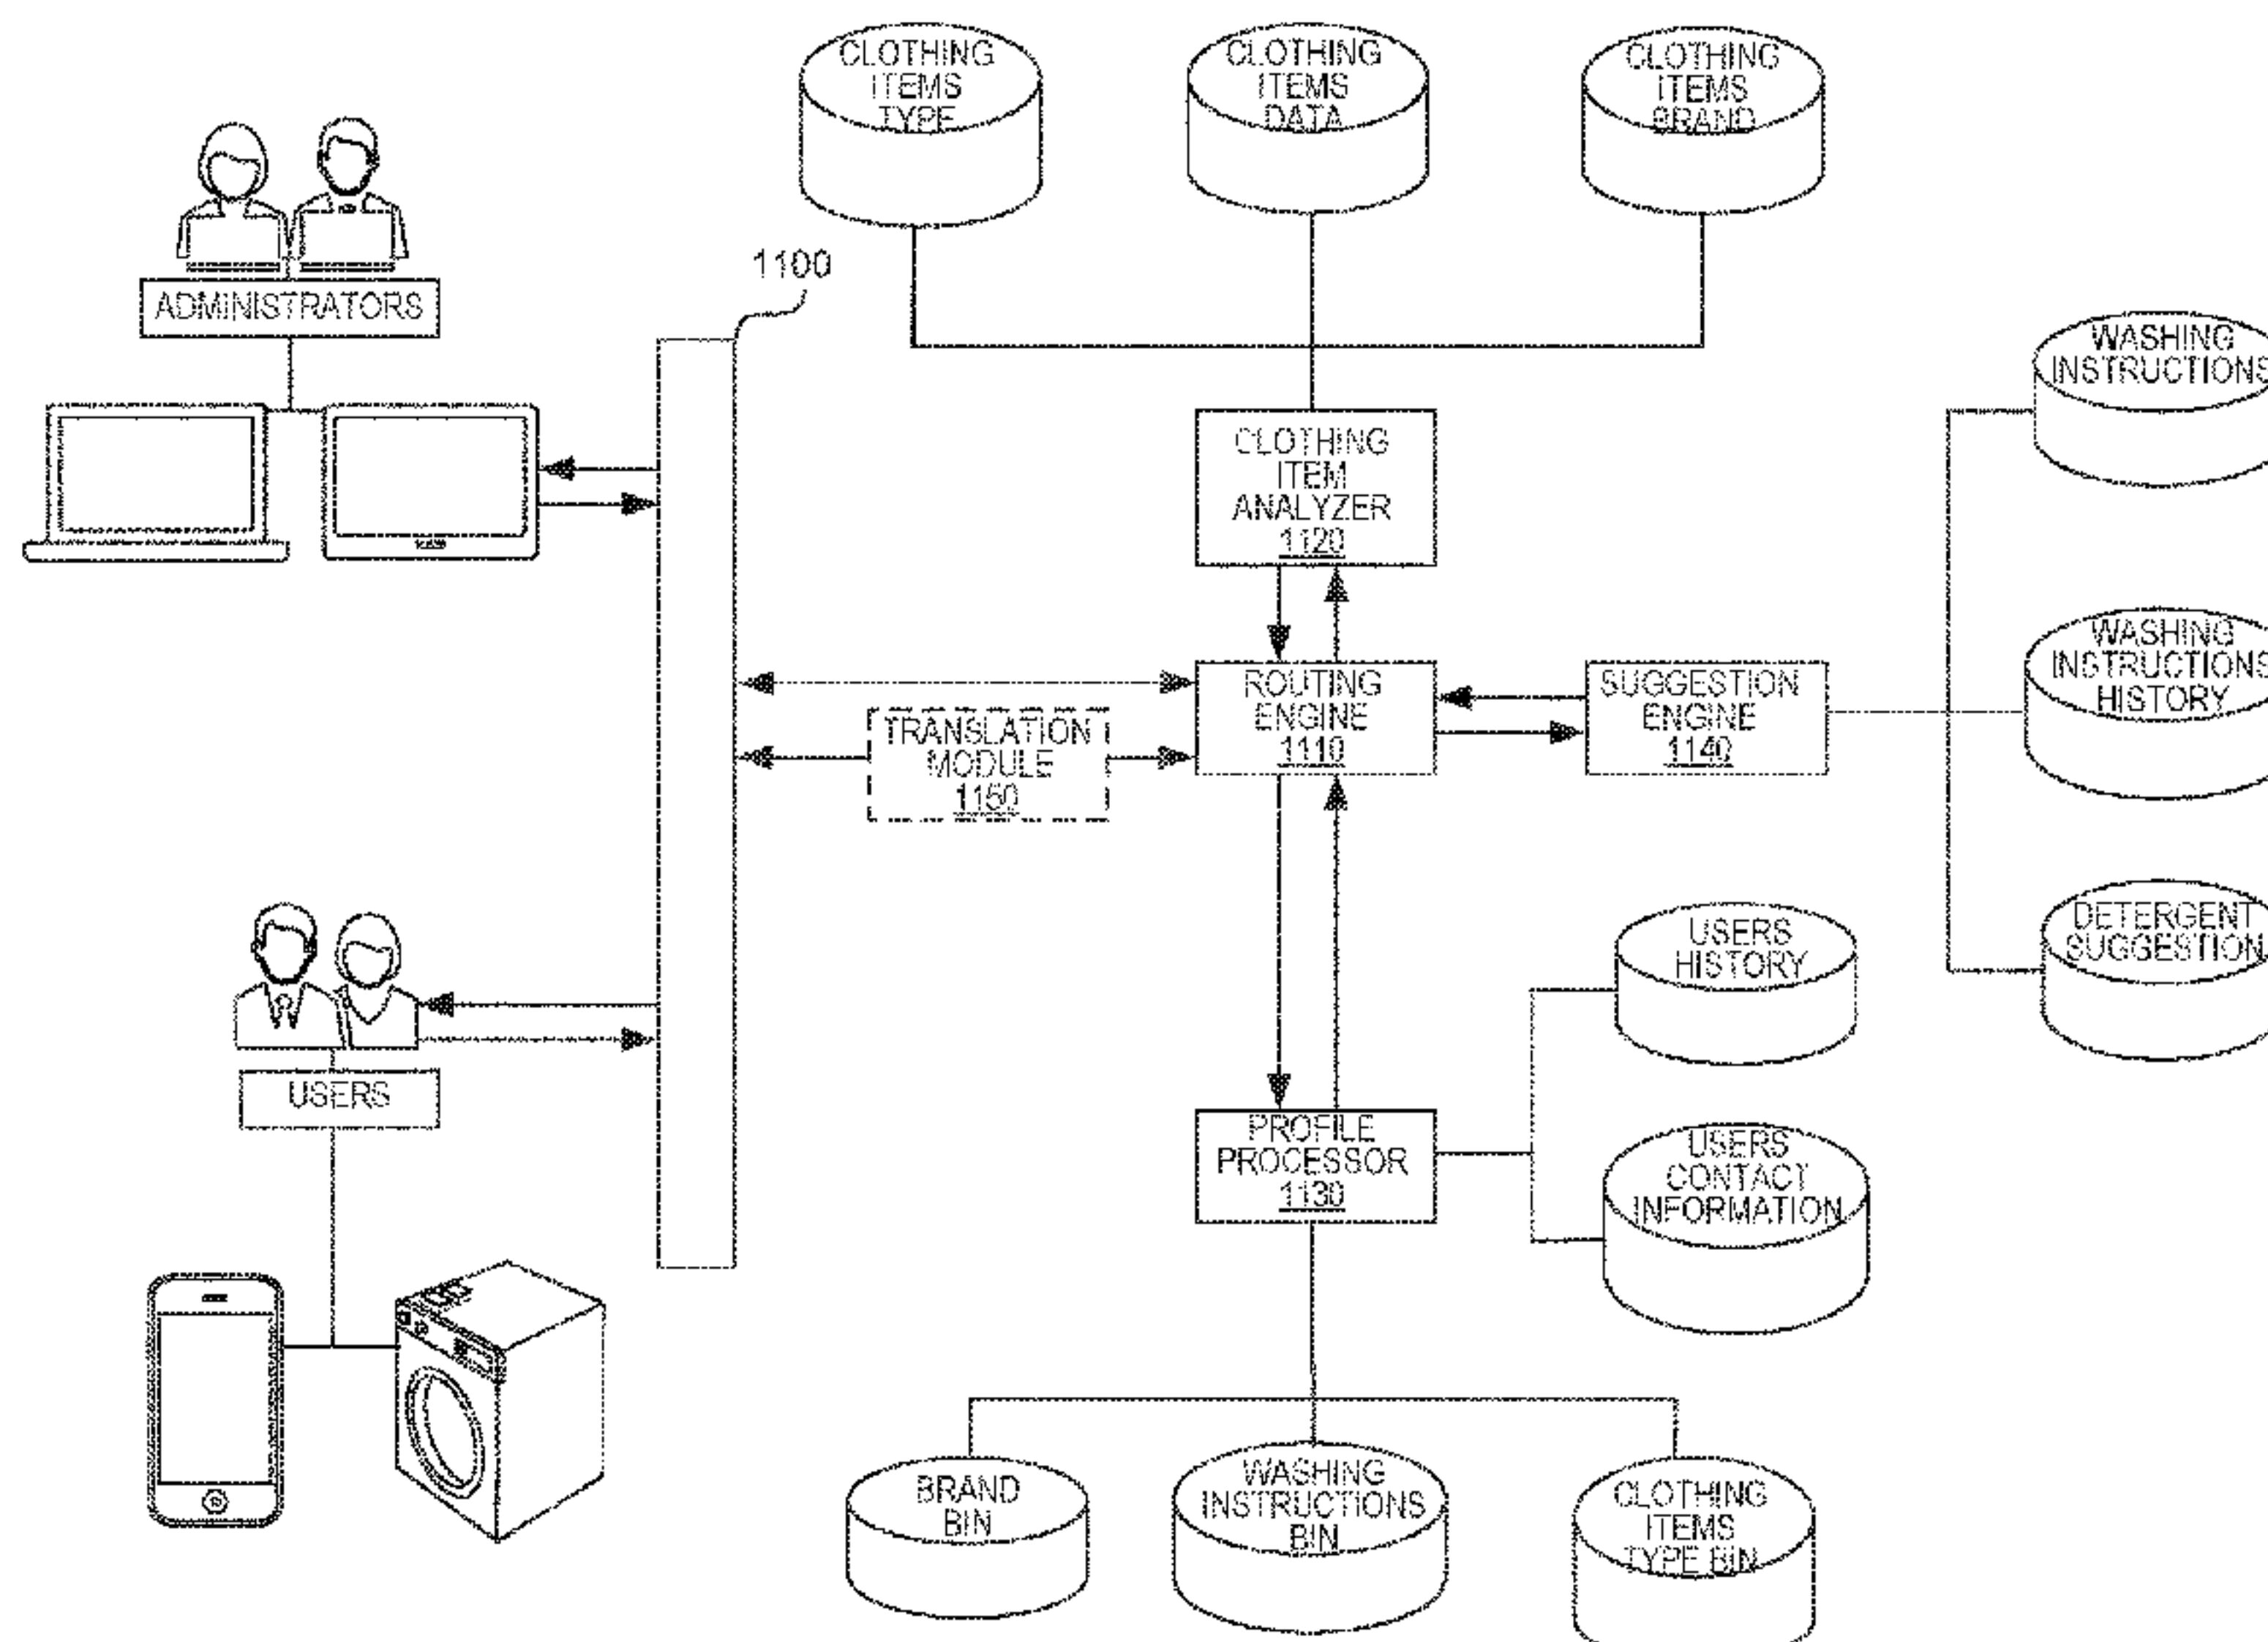 CLOTHING
ITEMS
TYPE
CLOTHING
ITEMS
DATA
CLOTHING
ITEMS
BRAND
ADMINISTRATORS
1100
WASHING
INSTRUCTIONS
CLOTHING
ITEM
ANALYZER
1120
WASHING
INSTRUCTIONS
HISTORY
ROUTING
ENGINE
1110
SUGGESTION
ENGINE
1140
TRANSLATION
MODULE
1150
DETERGENT
SUGGESTION
USERS
HISTORY
USERS
PROFILE
PROCESSOR
1130
USERS
CONTACT
INFORMATION
BRAND
BIN
WASHING
INSTRUCTIONS
BIN
CLOTHING
ITEMS
TYPE BIN